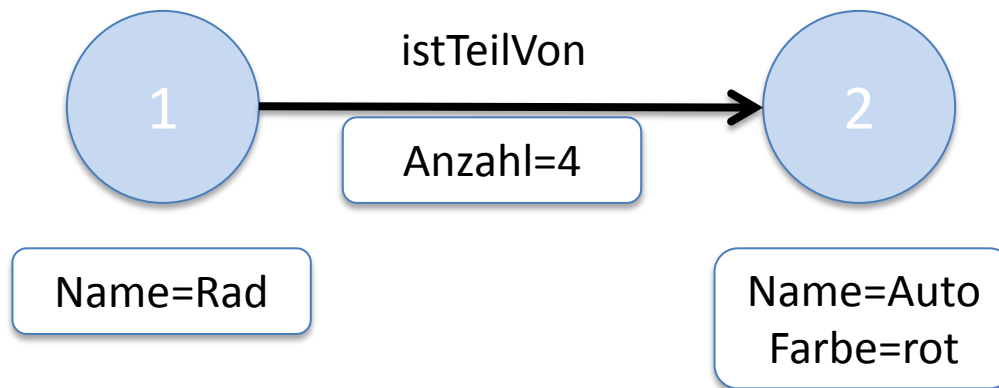 istTeilVon
1
2
Anzahl=4
Name=Rad
Name=Auto
Farbe=rot